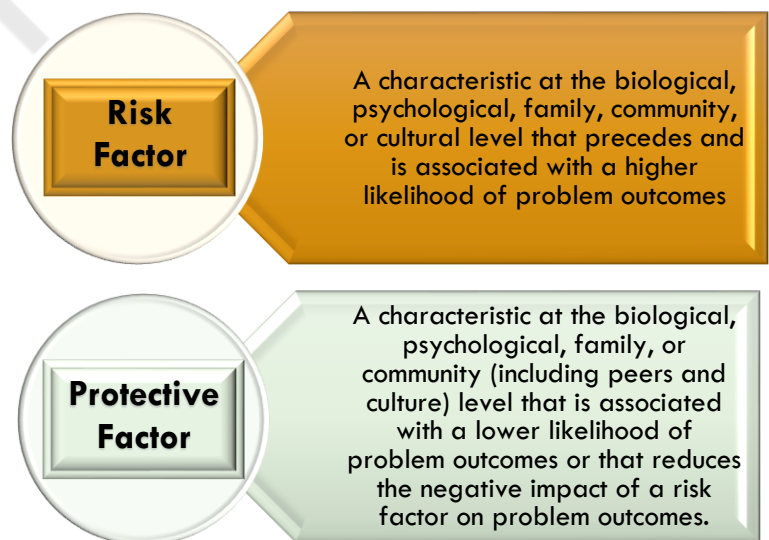 Risk
Factor
A characteristic at the biological,
psychological, family, community,
or cultural level that precedes and
is associated with a higher
likelihood of problem outcomes
Protective
Factor
A characteristic at the biological,
psychological, family, or
community (including peers and
culture) level that is associated
with a lower likelihood of
problem outcomes or that reduces
the negative impact of a risk
factor on problem outcomes.